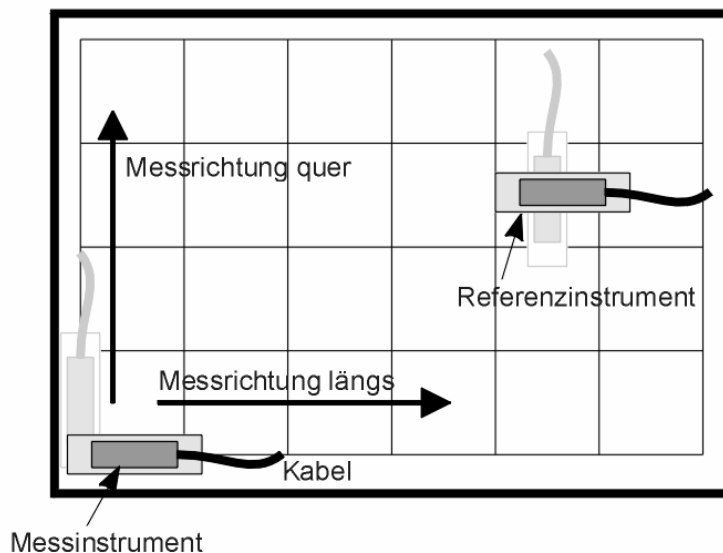 Messrichtung quer
Referenzinstrument
Messrichtung längs
Kabel
Messinstrument